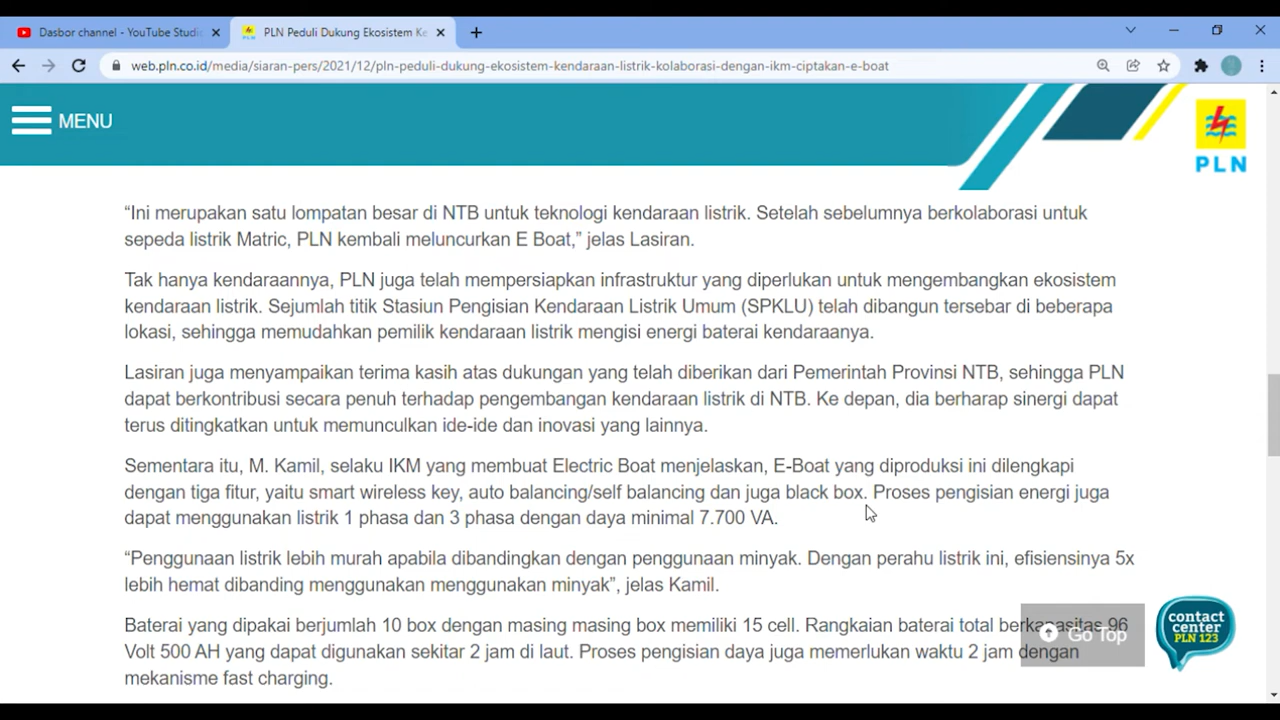 Dasbor channel - YouTube Studio
PLN Peduli Dukung Ekosistem Ke
web.pln.co.id/media/siaran-pers/2021/12/pln-peduli-dukung-ekosistem-kendaraan-listrik-kolaborasi-dengan-ikm-ciptakan-e-boat
MENU
PLN
“Ini merupakan satu lompatan besar di NTB untuk teknologi kendaraan listrik. Setelah sebelumnya berkolaborasi untuk
sepeda listrik Matric, PLN kembali meluncurkan E Boat,” jelas Lasiran.
Tak hanya kendaraannya, PLN juga telah mempersiapkan infrastruktur yang diperlukan untuk mengembangkan ekosistem
kendaraan listrik. Sejumlah titik Stasiun Pengisian Kendaraan Listrik Umum (SPKLU) telah dibangun tersebar di beberapa
lokasi, sehingga memudahkan pemilik kendaraan listrik mengisi energi baterai kendaraanya.
Lasiran juga menyampaikan terima kasih atas dukungan yang telah diberikan dari Pemerintah Provinsi NTB, sehingga PLN
dapat berkontribusi secara penuh terhadap pengembangan kendaraan listrik di NTB. Ke depan, dia berharap sinergi dapat
terus ditingkatkan untuk memunculkan ide-ide dan inovasi yang lainnya.
Sementara itu, M. Kamil, selaku IKM yang membuat Electric Boat menjelaskan, E-Boat yang diproduksi ini dilengkapi
dengan tiga fitur, yaitu smart wireless key, auto balancing/self balancing dan juga black box. Proses pengisian energi juga
dapat menggunakan listrik 1 phasa dan 3 phasa dengan daya minimal 7.700 VA.
“Penggunaan listrik lebih murah apabila dibandingkan dengan penggunaan minyak. Dengan perahu listrik ini, efisiensinya 5x
lebih hemat dibanding menggunakan menggunakan minyak”, jelas Kamil.
Baterai yang dipakai berjumlah 10 box dengan masing masing box memiliki 15 cell. Rangkaian baterai total berkapasitas 96
Volt 500 AH yang dapat digunakan sekitar 2 jam di laut. Proses pengisian daya juga memerlukan waktu 2 jam dengan
mekanisme fast charging.
Go Top
contact
center
PLN 123